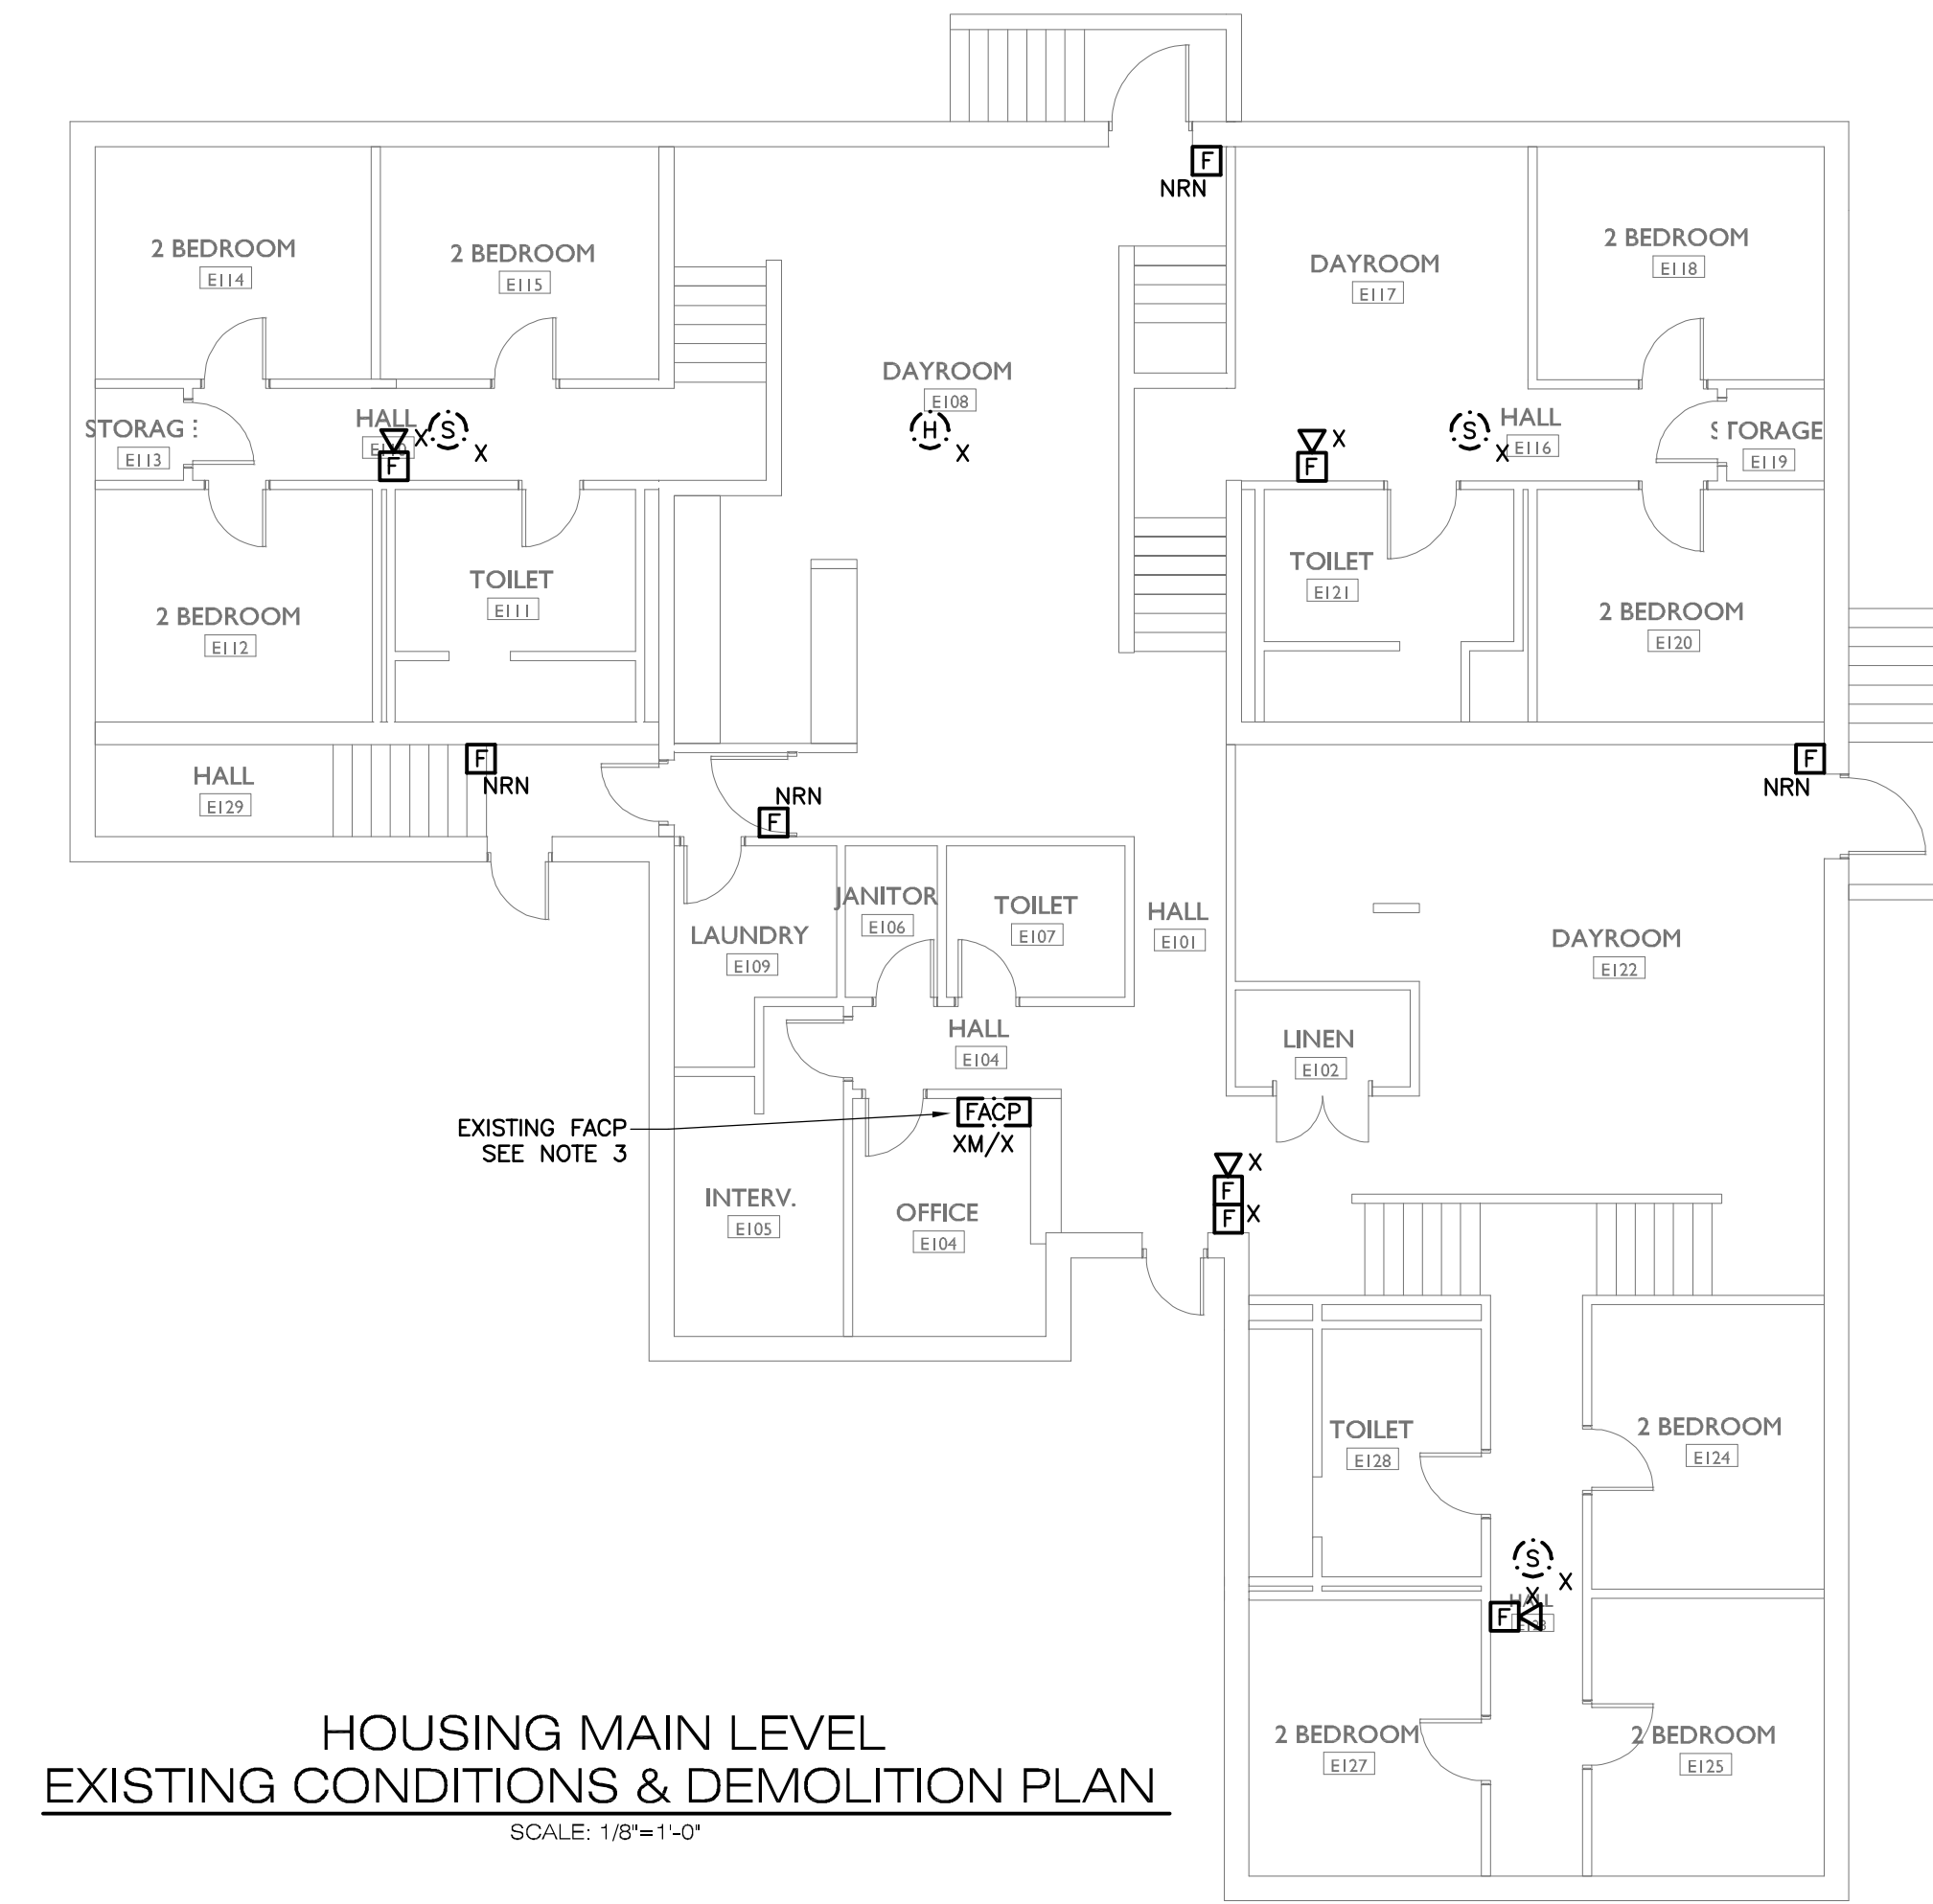 F
NRN
2 BEDROOM
E114
2 BEDROOM
E115
DAYROOM
E117
2 BEDROOM
E118
DAYROOM
E108
HALL
STORAG
E113
X
S
X
F
H
X
X
F
S
X
HALL
E116
STORAGE
E119
TOILET
E111
2 BEDROOM
E112
TOILET
E121
2 BEDROOM
E120
HALL
E129
F
NRN
NRN
F
F
NRN
JANITOR
E106
TOILET
E107
HALL
E101
LAUNDRY
E109
DAYROOM
E122
HALL
E104
LINEN
E102
EXISTING FACP
SEE NOTE 3
FACP
XM/X
INTERV.
E105
OFFICE
E104
X
F
F
X
TOILET
E128
2 BEDROOM
E124
S
X
X
HALL
F
2 BEDROOM
E127
2 BEDROOM
E125
HOUSING MAIN LEVEL
EXISTING CONDITIONS & DEMOLITION PLAN
SCALE: 1/8"=1'-0"